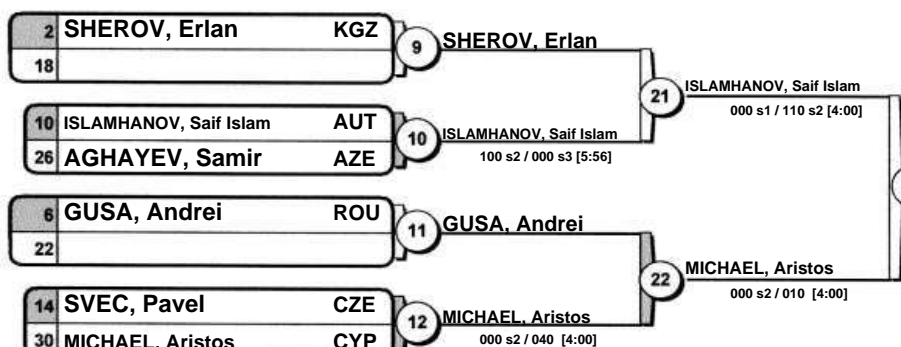 2 SHEROV, Erlan KGZ
9 SHEROV, Erlan
18
21 ISLAMHANOV, Saif Islam
000 s1 / 110 s2 [4:00]
10 ISLAMHANOV, Saif Islam AUT
10 ISLAMHANOV, Saif Islam
100 s2 / 000 s3 [5:56]
26 AGHAYEV, Samir AZE
6 GUSA, Andrei ROU
11 GUSA, Andrei
22
22 MICHAEL, Aristos
000 s2 / 010 [4:00]
14 SVEC, Pavel CZE
12 MICHAEL, Aristos
000 s2 / 040 [4:00]
30 MICHAEL, Aristos CYP